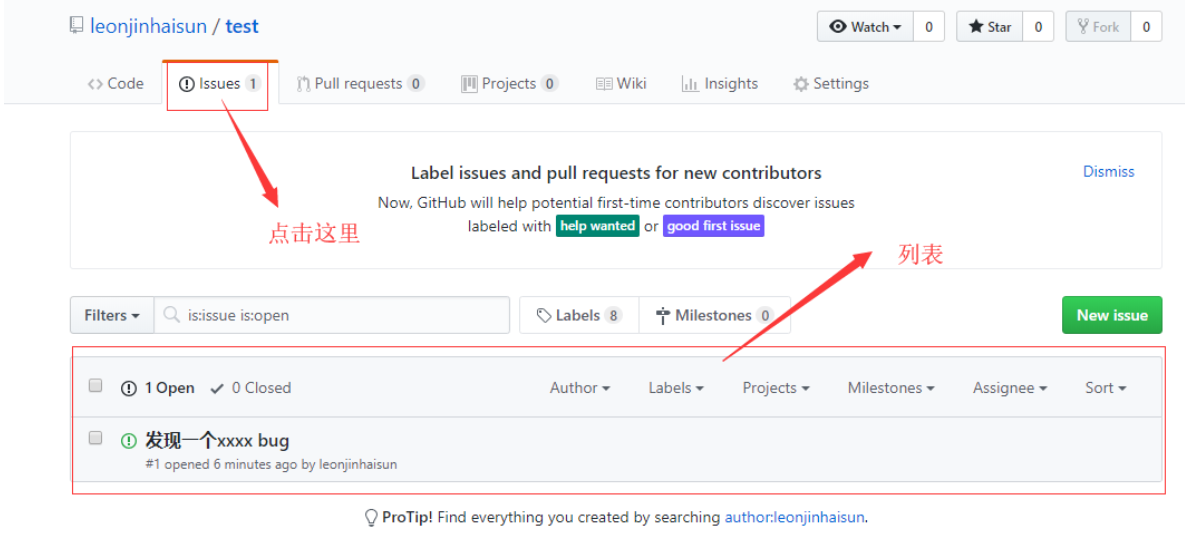 leonjinhaisun / test
Watch 0 Star 0 Fork 0
Code Issues 1 Pull requests 0 Projects 0 Wiki Insights Settings
Label issues and pull requests for new contributors
Dismiss
Now, GitHub will help potential first-time contributors discover issues
labeled with help wanted or good first issue
点击这里
列表
Filters is:issue is:open Labels 8 Milestones 0 New issue
1 Open 0 Closed Author Labels Projects Milestones Assignee Sort
发现一个xxxx bug
#1 opened 6 minutes ago by leonjinhaisun
ProTip! Find everything you created by searching author:leonjinhaisun.